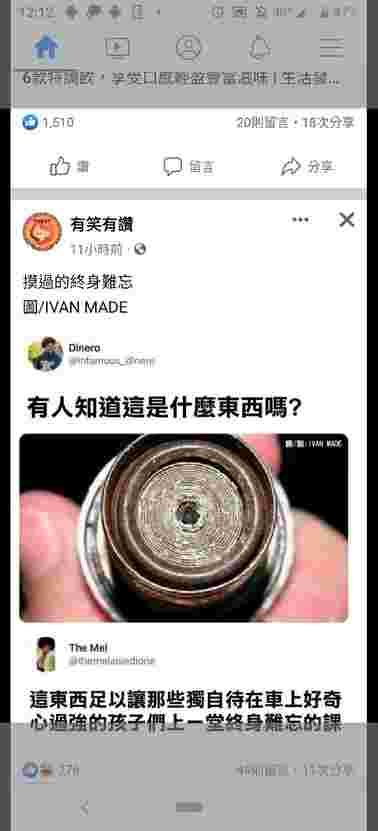 12:12
6款特調飲，享受口感輕盈豐富滋味 | 生活發...
1,510
20則留言·18次分享
讚
留言
分享
有笑有讚
11小時前
摸過的終身難忘
圖/IVAN MADE
Dinero
有人知道這是什麼東西嗎?
圖/翻:IVAN MADE
The Mel
這東西足以讓那些獨自待在車上好奇
心過強的孩子們上一堂終身難忘的課
276